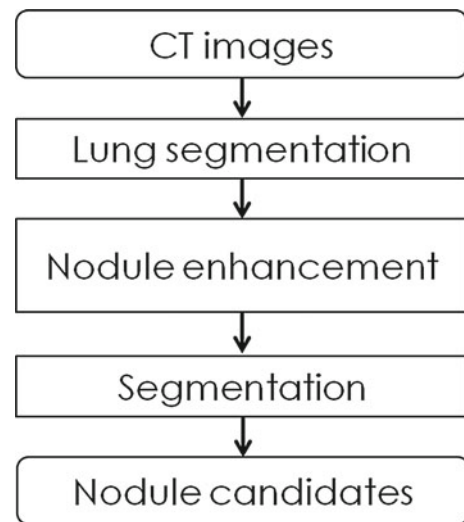 CT images
Lung segmentation
Nodule enhancement
Segmentation
Nodule candidates